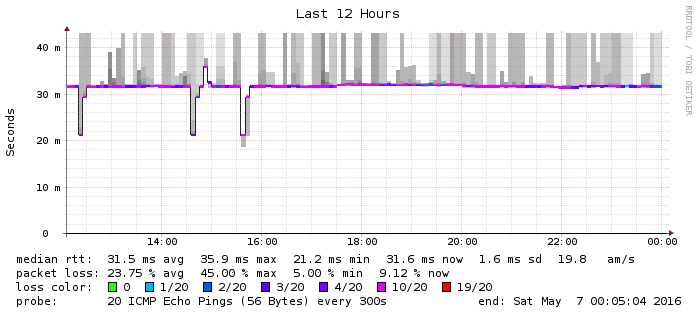 Last 12 Hours
RRDTOOL / TOBI OETIKER
Seconds
40 m
30 m
20 m
10 m
0
14:00 16:00 18:00 20:00 22:00 00:00
median rtt: 31.5 ms avg 35.9 ms max 21.2 ms min 31.6 ms now 1.6 ms sd 19.8 am/s
packet loss: 23.75 % avg 45.00 % max 5.00 % min 9.12 % now
loss color: 0 1/20 2/20 3/20 4/20 10/20 19/20
probe: 20 ICMP Echo Pings (56 Bytes) every 300s end: Sat May 7 00:05:04 2016